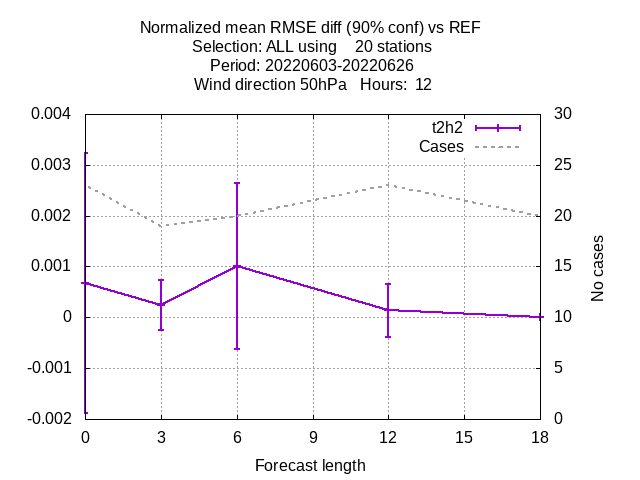 Normalized mean RMSE diff (90% conf) vs REF
Selection: ALL using    20 stations
Period: 20220603-20220626
Wind direction 50hPa   Hours:  12
0.004
0.003
0.002
0.001
0
-0.001
-0.002
30
25
20
15
10
5
0
t2h2
Cases
No cases
0 3 6 9 12 15 18
Forecast length